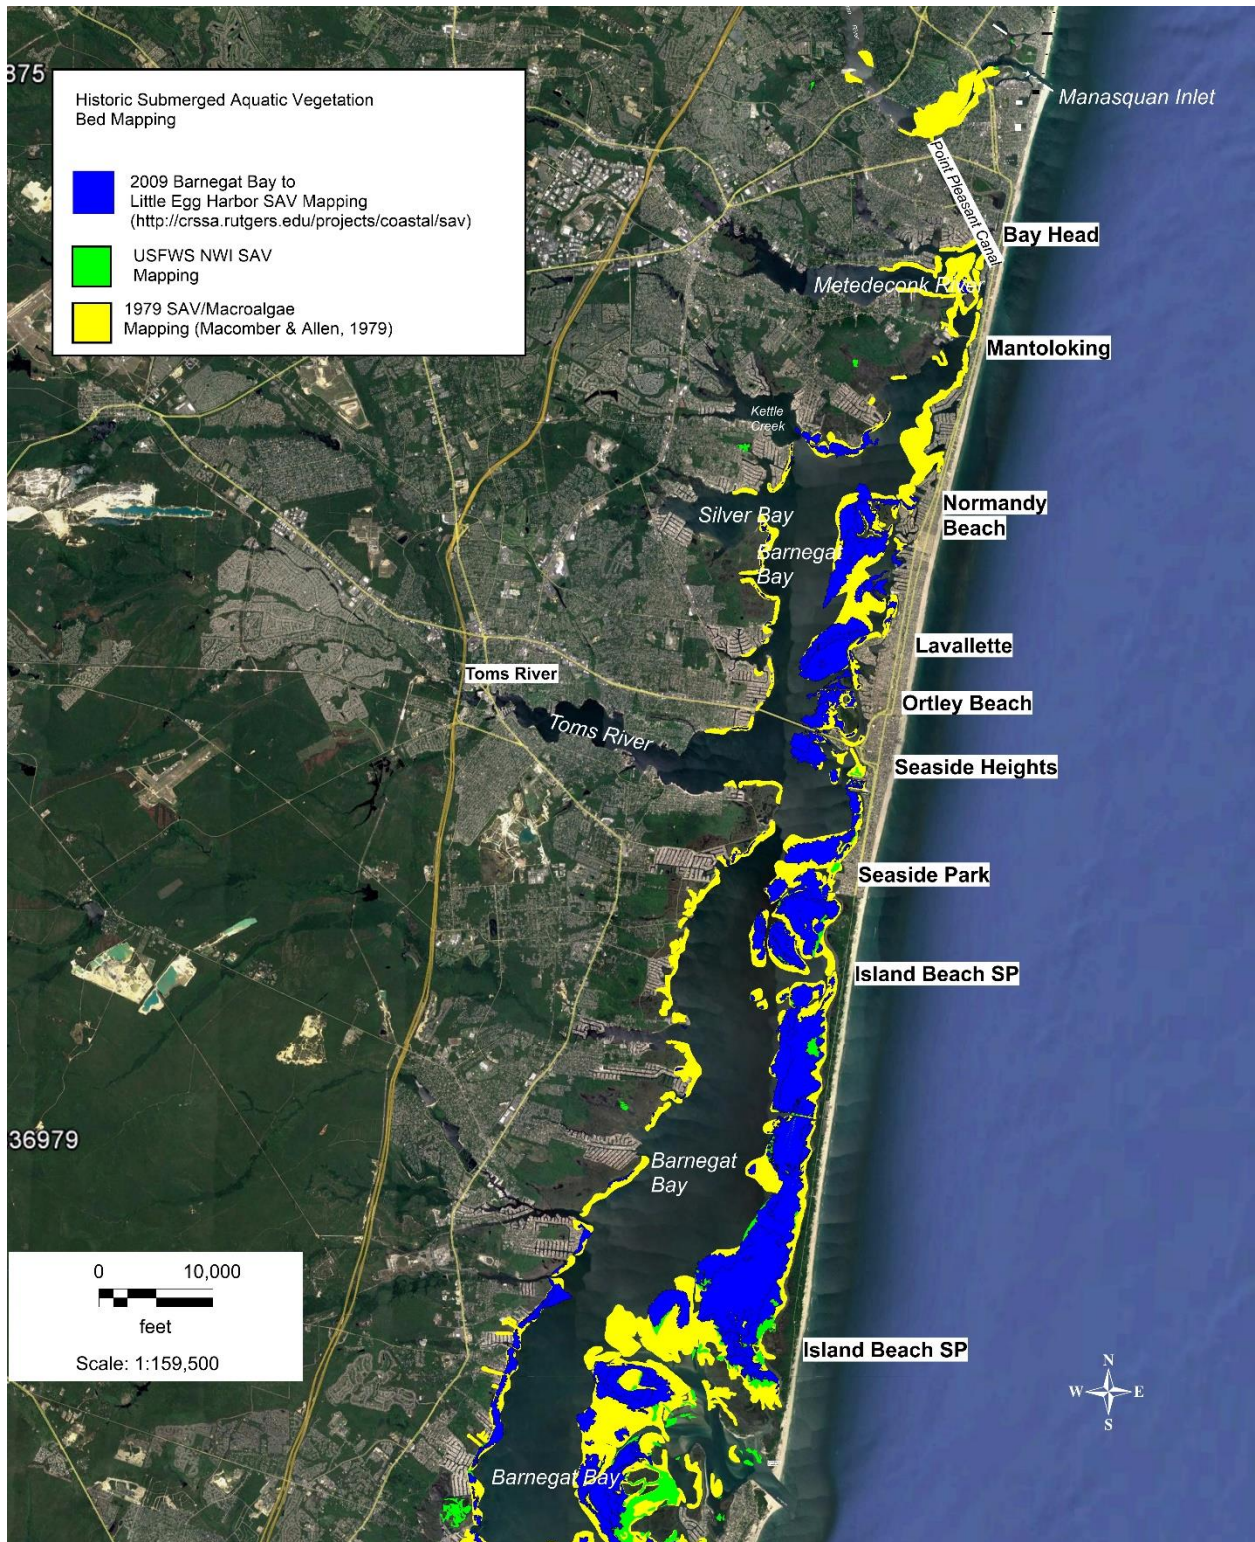 875
Historic Submerged Aquatic Vegetation
Bed Mapping
2009 Barnegat Bay to
Little Egg Harbor SAV Mapping
(http://crssa.rutgers.edu/projects/coastal/sav)
USFWS NWI SAV
Mapping
1979 SAV/Macroalgae
Mapping (Macomber & Allen, 1979)
Manasquan Inlet
Point Pleasant Canal
Bay Head
Metedeconk River
Mantoloking
Kettle
Creek
Normandy
Beach
Silver Bay
Barnegat
Bay
Lavallette
Toms River
Ortley Beach
Toms River
Seaside Heights
Seaside Park
Island Beach SP
36979
Barnegat
Bay
0 10,000
feet
Scale: 1:159,500
Island Beach SP
N
W E
S
Barnegat Bay